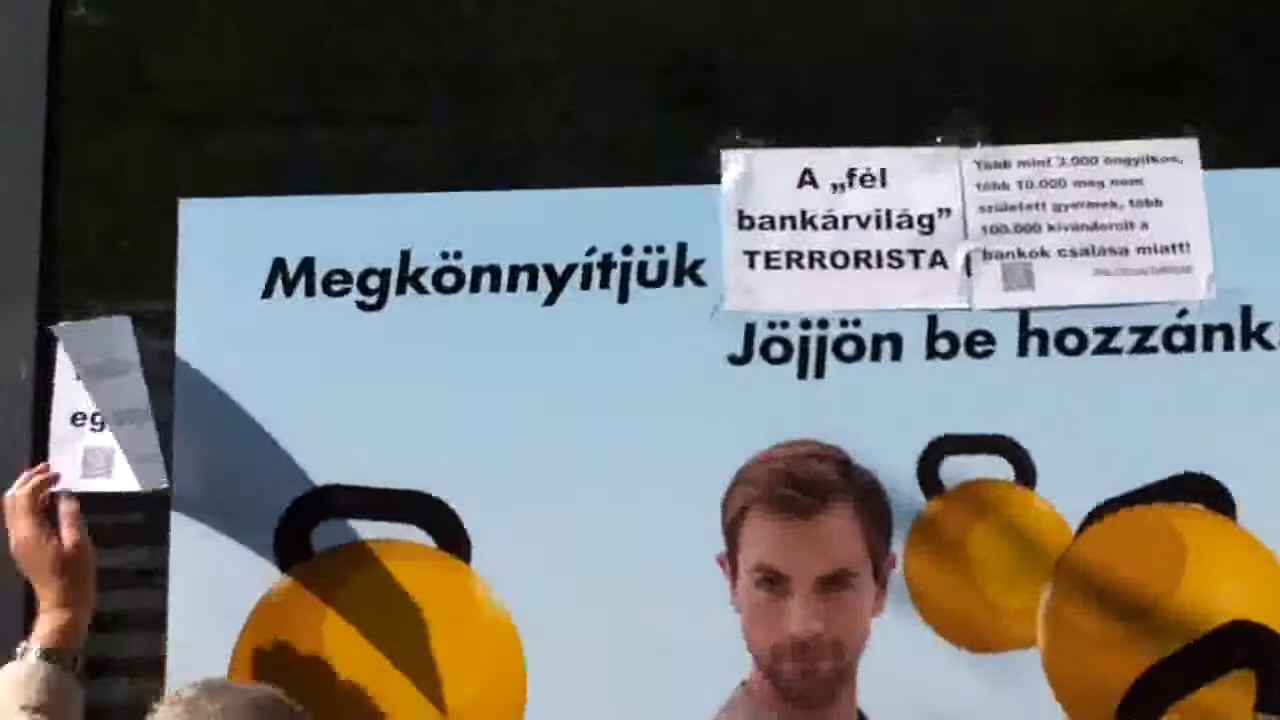 Megkönnyítjük
A „fél
bankárvilág”
TERRORISTA
Több mint 3.000 öngyilkos,
több 10.000 meg nem
született gyermek, több
100.000 kivándorolt a
bankok csalása miatt!
Jöjjön be hozzánk
eg